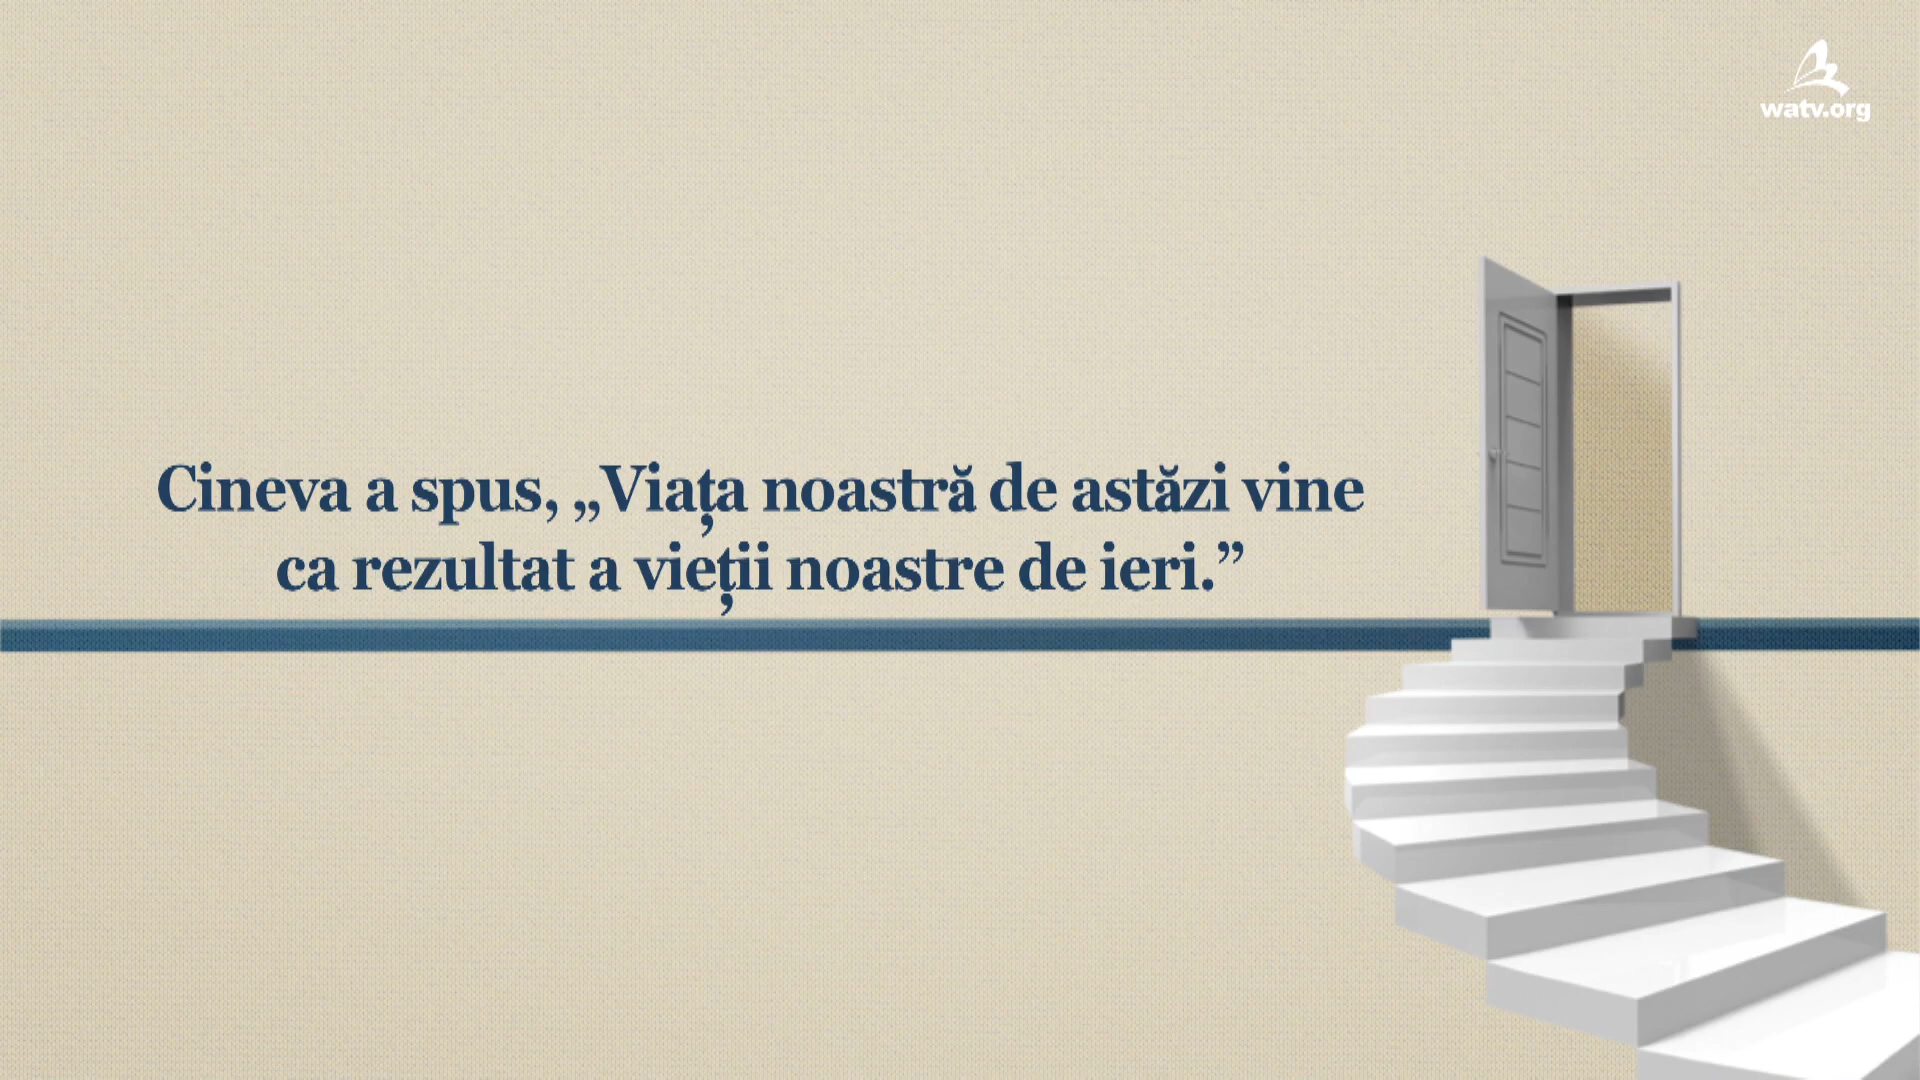 watv.org
Cineva a spus, „Viața noastră de astăzi vine
ca rezultat a vieții noastre de ieri.”